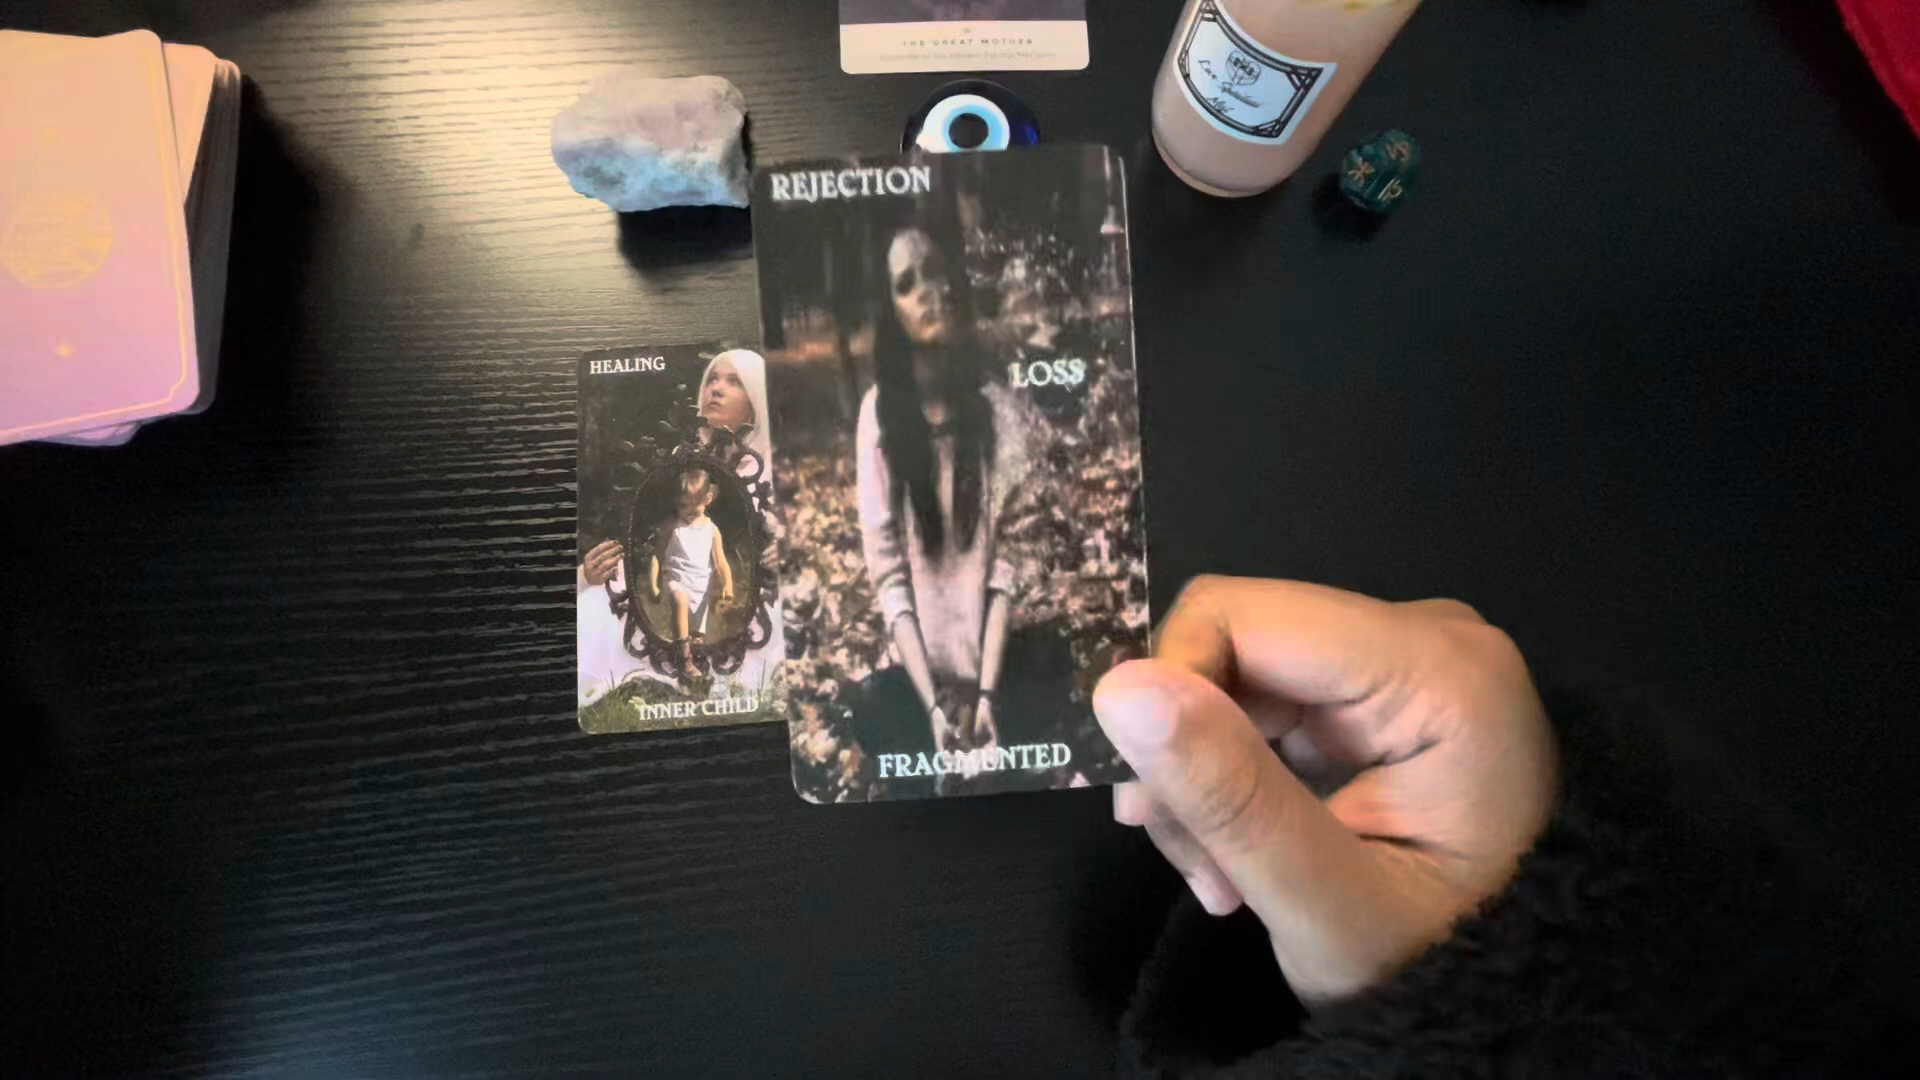 THE GREAT MOTHER
REJECTION
LOSS
HEALING
INNER CHILD
FRAGMENTED